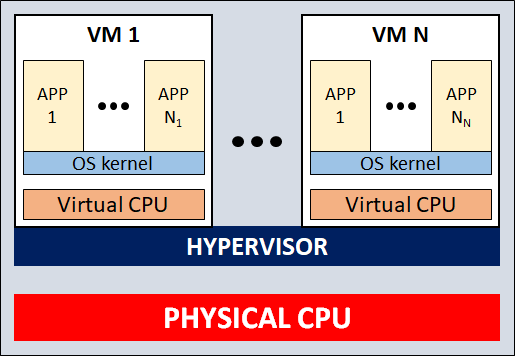 VM 1
APP
1
•••
APP
N₁
OS kernel
Virtual CPU
•••
VM N
APP
1
•••
APP
N_N
OS kernel
Virtual CPU
HYPERVISOR
PHYSICAL CPU